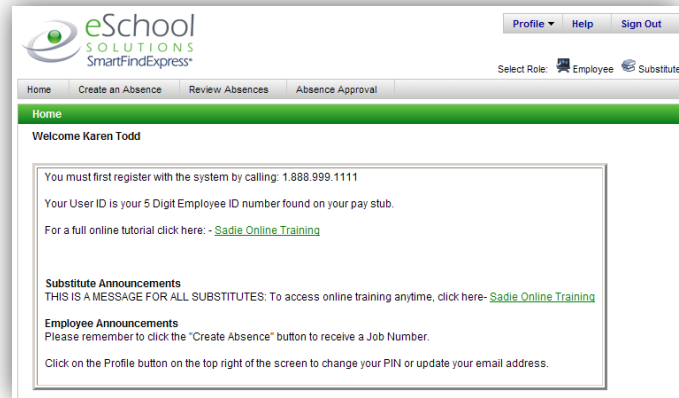 eSchool
SOLUTIONS
SmartFindExpress
Profile Help Sign Out
Select Role: Employee Substitute
Home Create an Absence Review Absences Absence Approval
Home
Welcome Karen Todd
You must first register with the system by calling: 1.888.999.1111
Your User ID is your 5 Digit Employee ID number found on your pay stub.
For a full online tutorial click here: - Sadie Online Training
Substitute Announcements
THIS IS A MESSAGE FOR ALL SUBSTITUTES: To access online training anytime, click here- Sadie Online Training
Employee Announcements
Please remember to click the "Create Absence" button to receive a Job Number.
Click on the Profile button on the top right of the screen to change your PIN or update your email address.